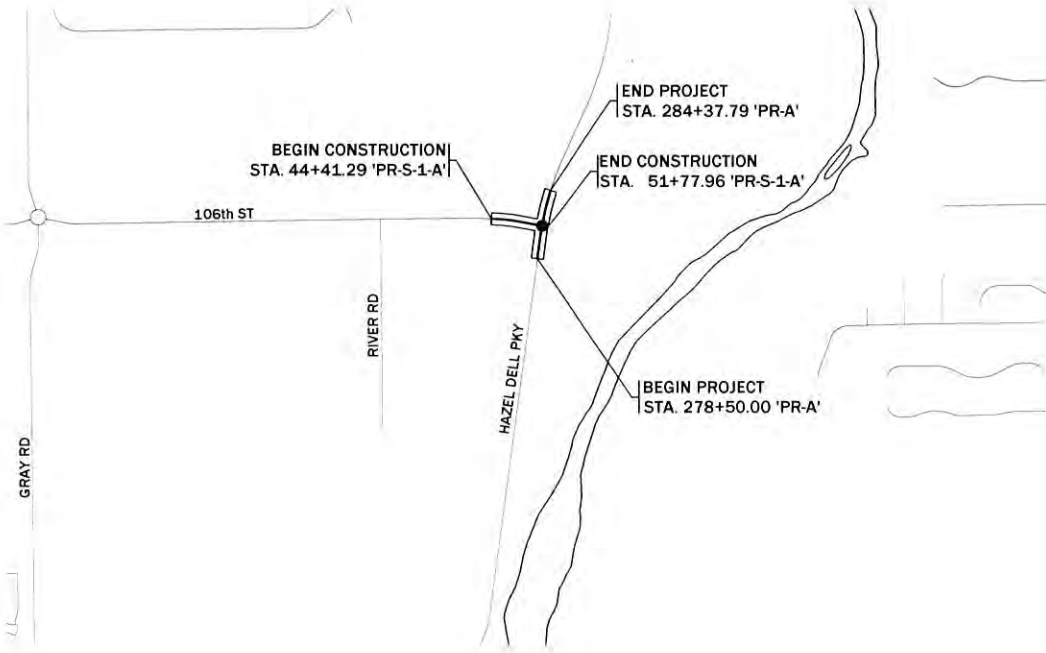 END PROJECT
STA. 284+37.79 'PR-A'
BEGIN CONSTRUCTION
STA. 44+41.29 'PR-S-1-A'
END CONSTRUCTION
STA. 51+77.96 'PR-S-1-A'
106th ST
RIVER RD
HAZEL DELL PKY
BEGIN PROJECT
STA. 278+50.00 'PR-A'
GRAY RD